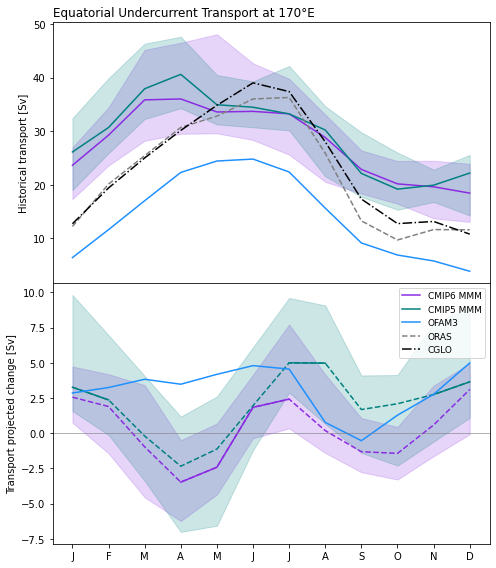 Equatorial Undercurrent Transport at 170°E
50
40
30
20
10
Historical transport [Sv]
10.0
7.5
5.0
2.5
0.0
−2.5
−5.0
−7.5
Transport projected change [Sv]
CMIP6 MMM
CMIP5 MMM
OFAM3
ORAS
CGLO
J F M A M J J A S O N D